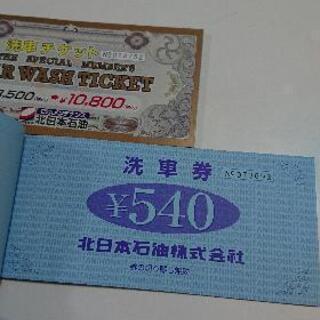 洗車チケット
THE SPECIAL MEMBER'S
R WASH TICKET
,500 10,800
北日本石油
洗車券
¥540
北日本石油株式会社